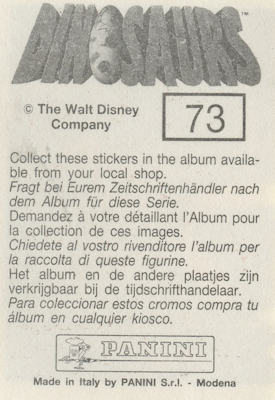 DINOSAURS™
© The Walt Disney
Company
73
Collect these stickers in the album availa-
ble from your local shop.
Fragt bei Eurem Zeitschriftenhändler nach
dem Album für diese Serie.
Demandez à votre détaillant l'Album pour
la collection de ces images.
Chiedete al vostro rivenditore l'album per
la raccolta di queste figurine.
Het album en de andere plaatjes zijn
verkrijgbaar bij de tijdschrifthandelaar.
Para coleccionar estos cromos compra tu
álbum en cualquier kiosco.
PANINI
Made in Italy by PANINI S.r.l. - Modena